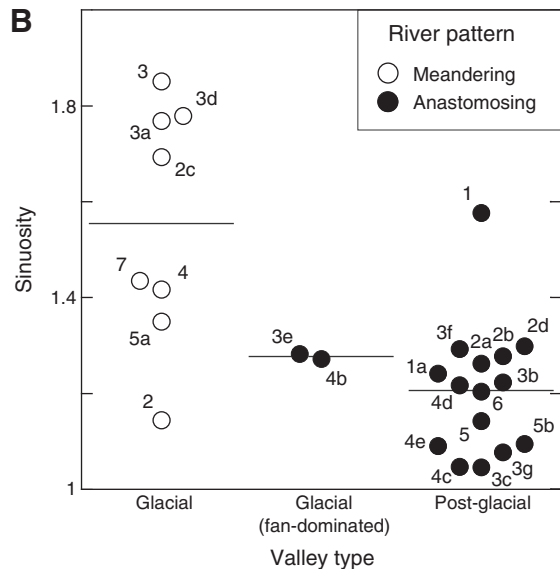 B
River pattern
Meandering
Anastomosing
Sinuosity
1.8
1.4
1
3
3d
3a
2c
7
4
5a
2
3e
4b
1
3f
2a
2b
2d
1a
4d
6
3b
5
5b
4e
4c
3c
3g
Glacial
Glacial
(fan-dominated)
Post-glacial
Valley type